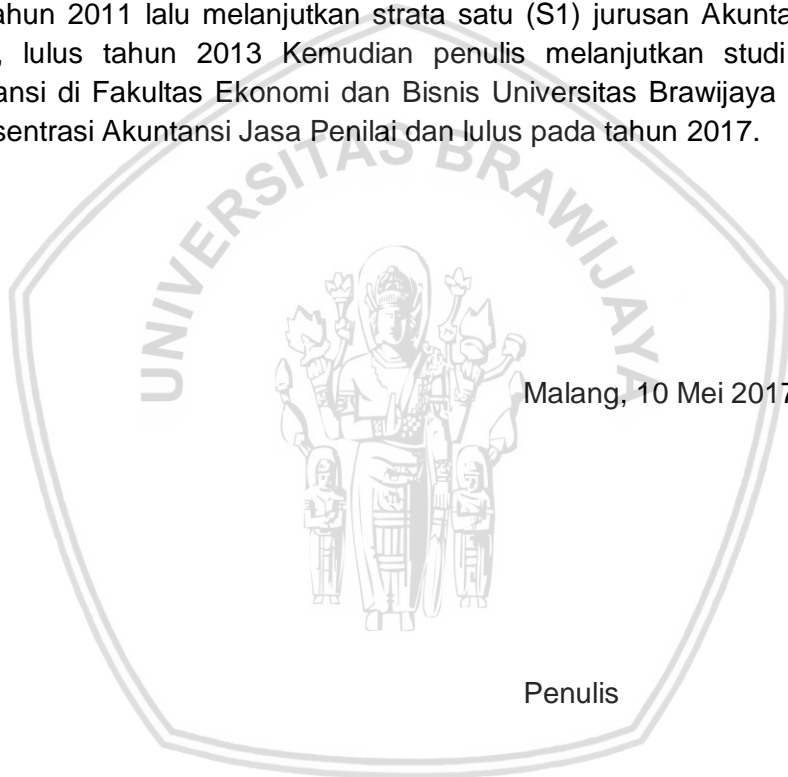 ahun 2011 lalu melanjutkan strata satu (S1) jurusan Akunta
, lulus tahun 2013 Kemudian penulis melanjutkan studi
ansi di Fakultas Ekonomi dan Bisnis Universitas Brawijaya
sentrasi Akuntansi Jasa Penilai dan lulus pada tahun 2017.
UNIVERSITAS BRAWIJAYA
Malang, 10 Mei 2017
Penulis